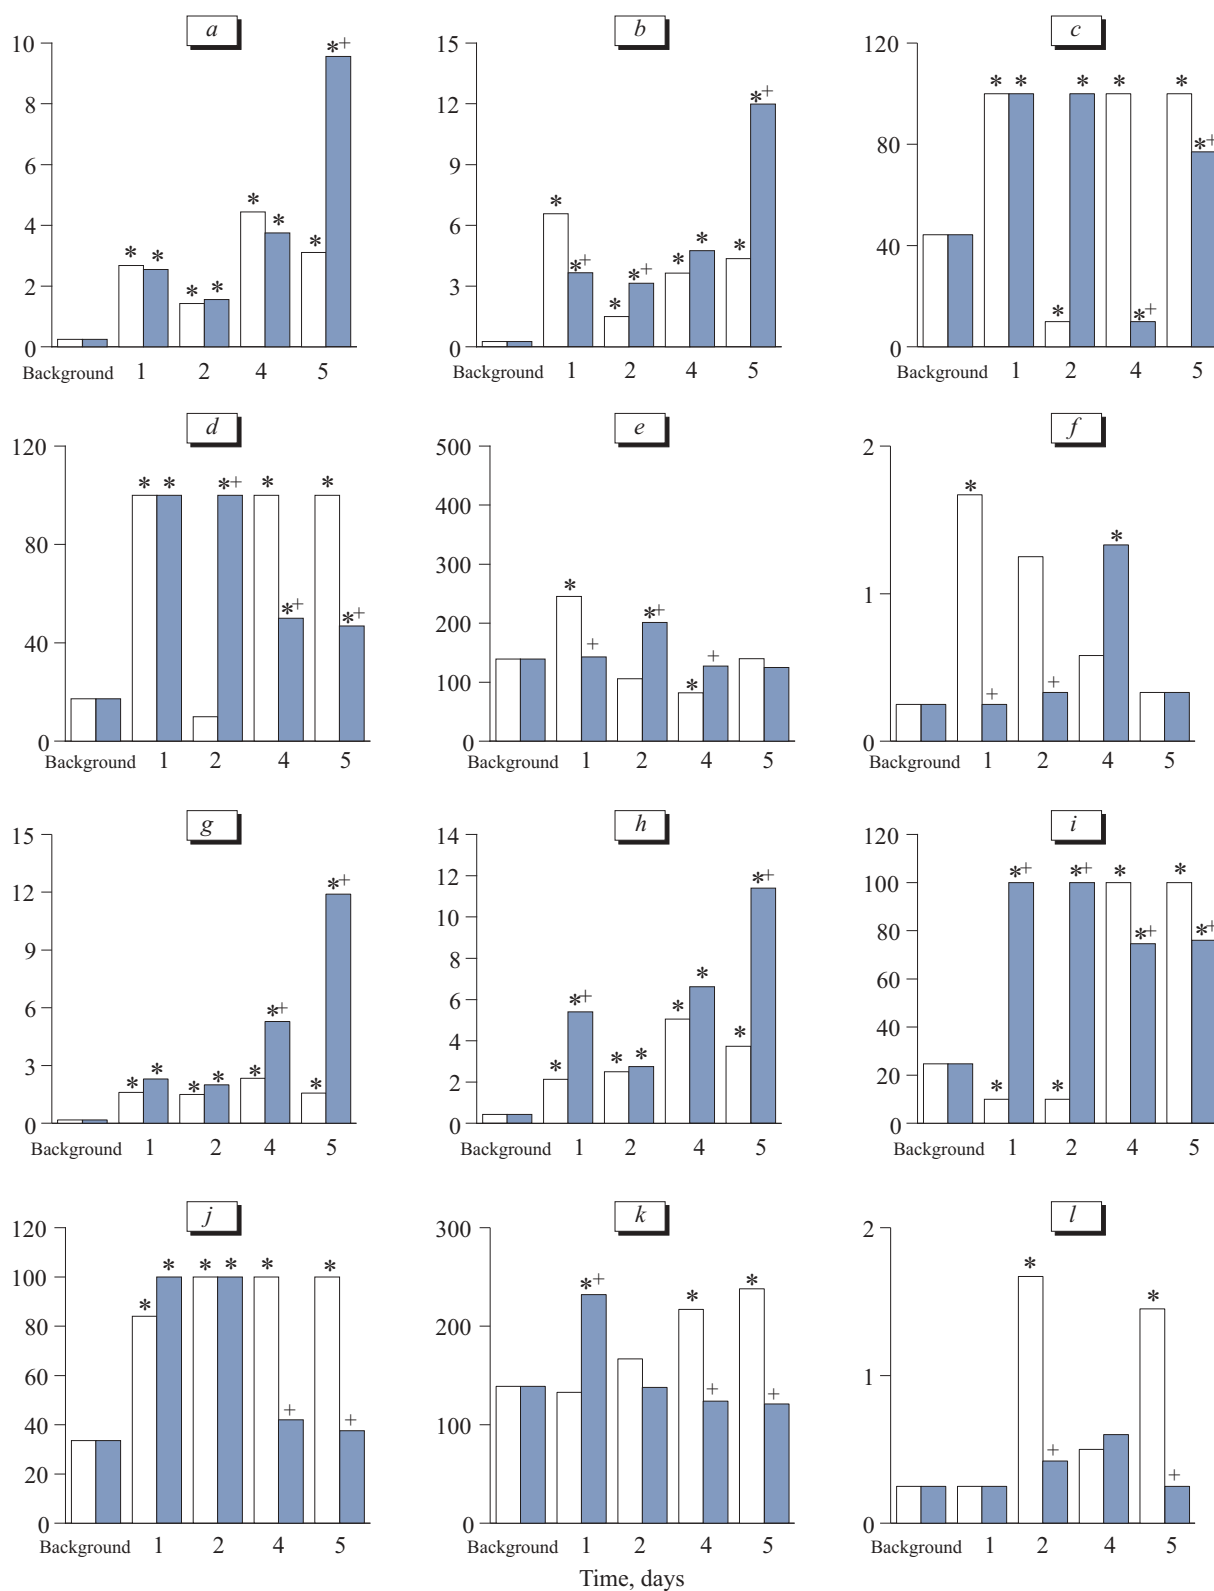 a
10
8
6
4
2
0
* * * * * * * *+
Background 1 2 4 5
b
15
12
9
6
3
0
* *+ * *+ * * * *+
Background 1 2 4 5
c
120
80
40
0
* * * * * *+ * *+
Background 1 2 4 5
d
120
80
40
0
* * *+ * *+ * *+
Background 1 2 4 5
e
500
400
300
200
100
0
* + *+ * +
Background 1 2 4 5
f
2
1
0
* + + *
Background 1 2 4 5
g
15
12
9
6
3
0
* * * * * *+ * *+
Background 1 2 4 5
h
14
12
10
8
6
4
2
0
* *+ * * * * * *+
Background 1 2 4 5
i
120
100
80
60
40
20
0
* *+ * *+ * *+ * *+
Background 1 2 4 5
j
120
100
80
60
40
20
0
* * * * * + * +
Background 1 2 4 5
k
300
200
100
0
*+ * + * +
Background 1 2 4 5
l
2
1
0
* + * +
Background 1 2 4 5
Time, days